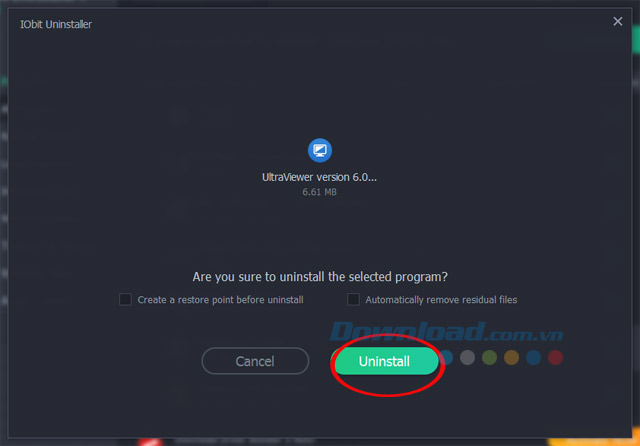 IObit Uninstaller
UltraViewer version 6.0...
6.61 MB
Are you sure to uninstall the selected program?
Create a restore point before uninstall
Automatically remove residual files
Download.com.vn
Cancel
Uninstall